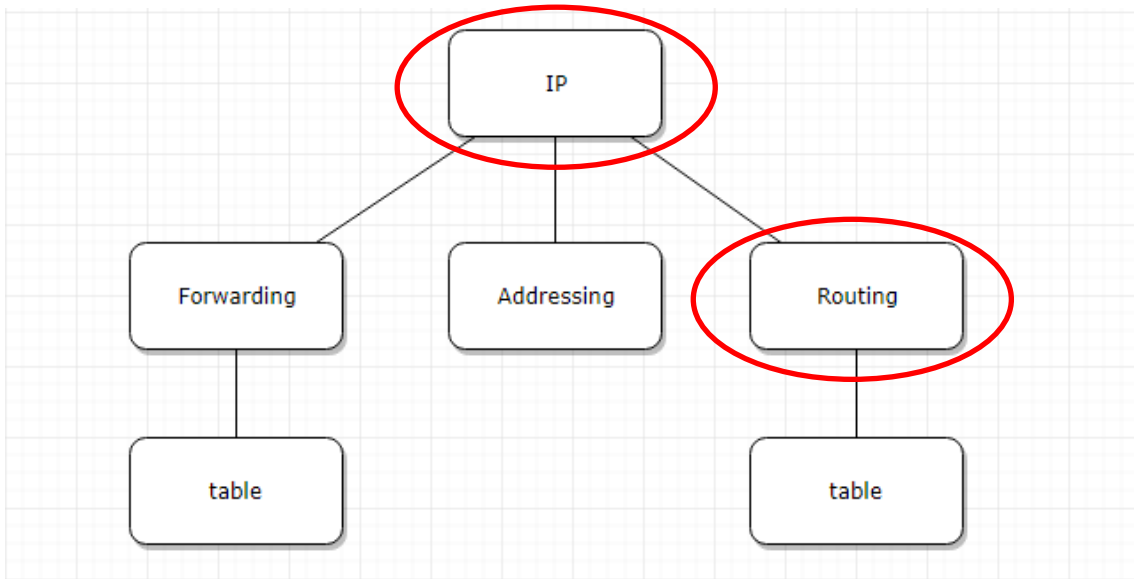 IP
Forwarding
Addressing
Routing
table
table